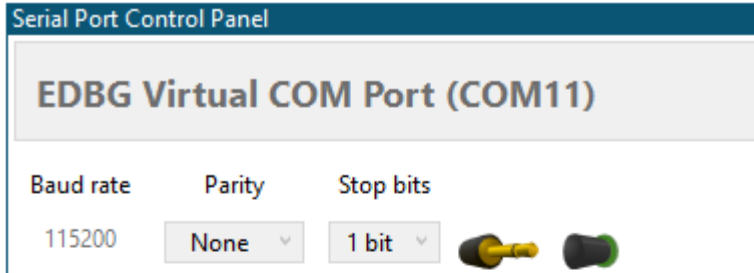 Serial Port Control Panel
EDBG Virtual COM Port (COM11)
Baud rate Parity Stop bits
115200 None 1 bit